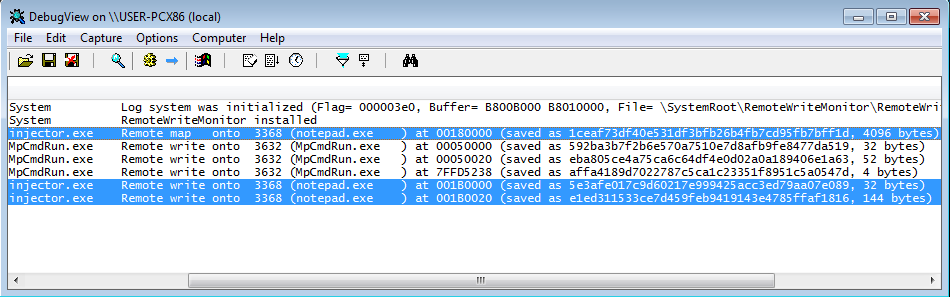 DebugView on \\USER-PCX86 (local)
File Edit Capture Options Computer Help
System Log system was initialized (Flag= 000003e0, Buffer= B800B000 B8010000, File= \SystemRoot\RemoteWriteMonitor\RemoteWrit
System RemoteWriteMonitor installed
injector.exe Remote map onto 3368 (notepad.exe ) at 00180000 (saved as 1ceaf73df40e531df3bfb26b4fb7cd95fb7bff1d, 4096 bytes)
MpCmdRun.exe Remote write onto 3632 (MpCmdRun.exe ) at 00050000 (saved as 592ba3b7f2b6e570a7510e7d8afb9fe8477da519, 32 bytes)
MpCmdRun.exe Remote write onto 3632 (MpCmdRun.exe ) at 00050020 (saved as eba805ce4a75ca6c64df4e0d02a0a189406e1a63, 52 bytes)
MpCmdRun.exe Remote write onto 3632 (MpCmdRun.exe ) at 7FFD5238 (saved as affa4189d7022787c5ca1c23351f8951c5a0547d, 4 bytes)
injector.exe Remote write onto 3368 (notepad.exe ) at 001B0000 (saved as 5e3afe017c9d60217e999425acc3ed79aa07e089, 32 bytes)
injector.exe Remote write onto 3368 (notepad.exe ) at 001B0020 (saved as e1ed311533ce7d459feb9419143e4785ffaf1816, 144 bytes)